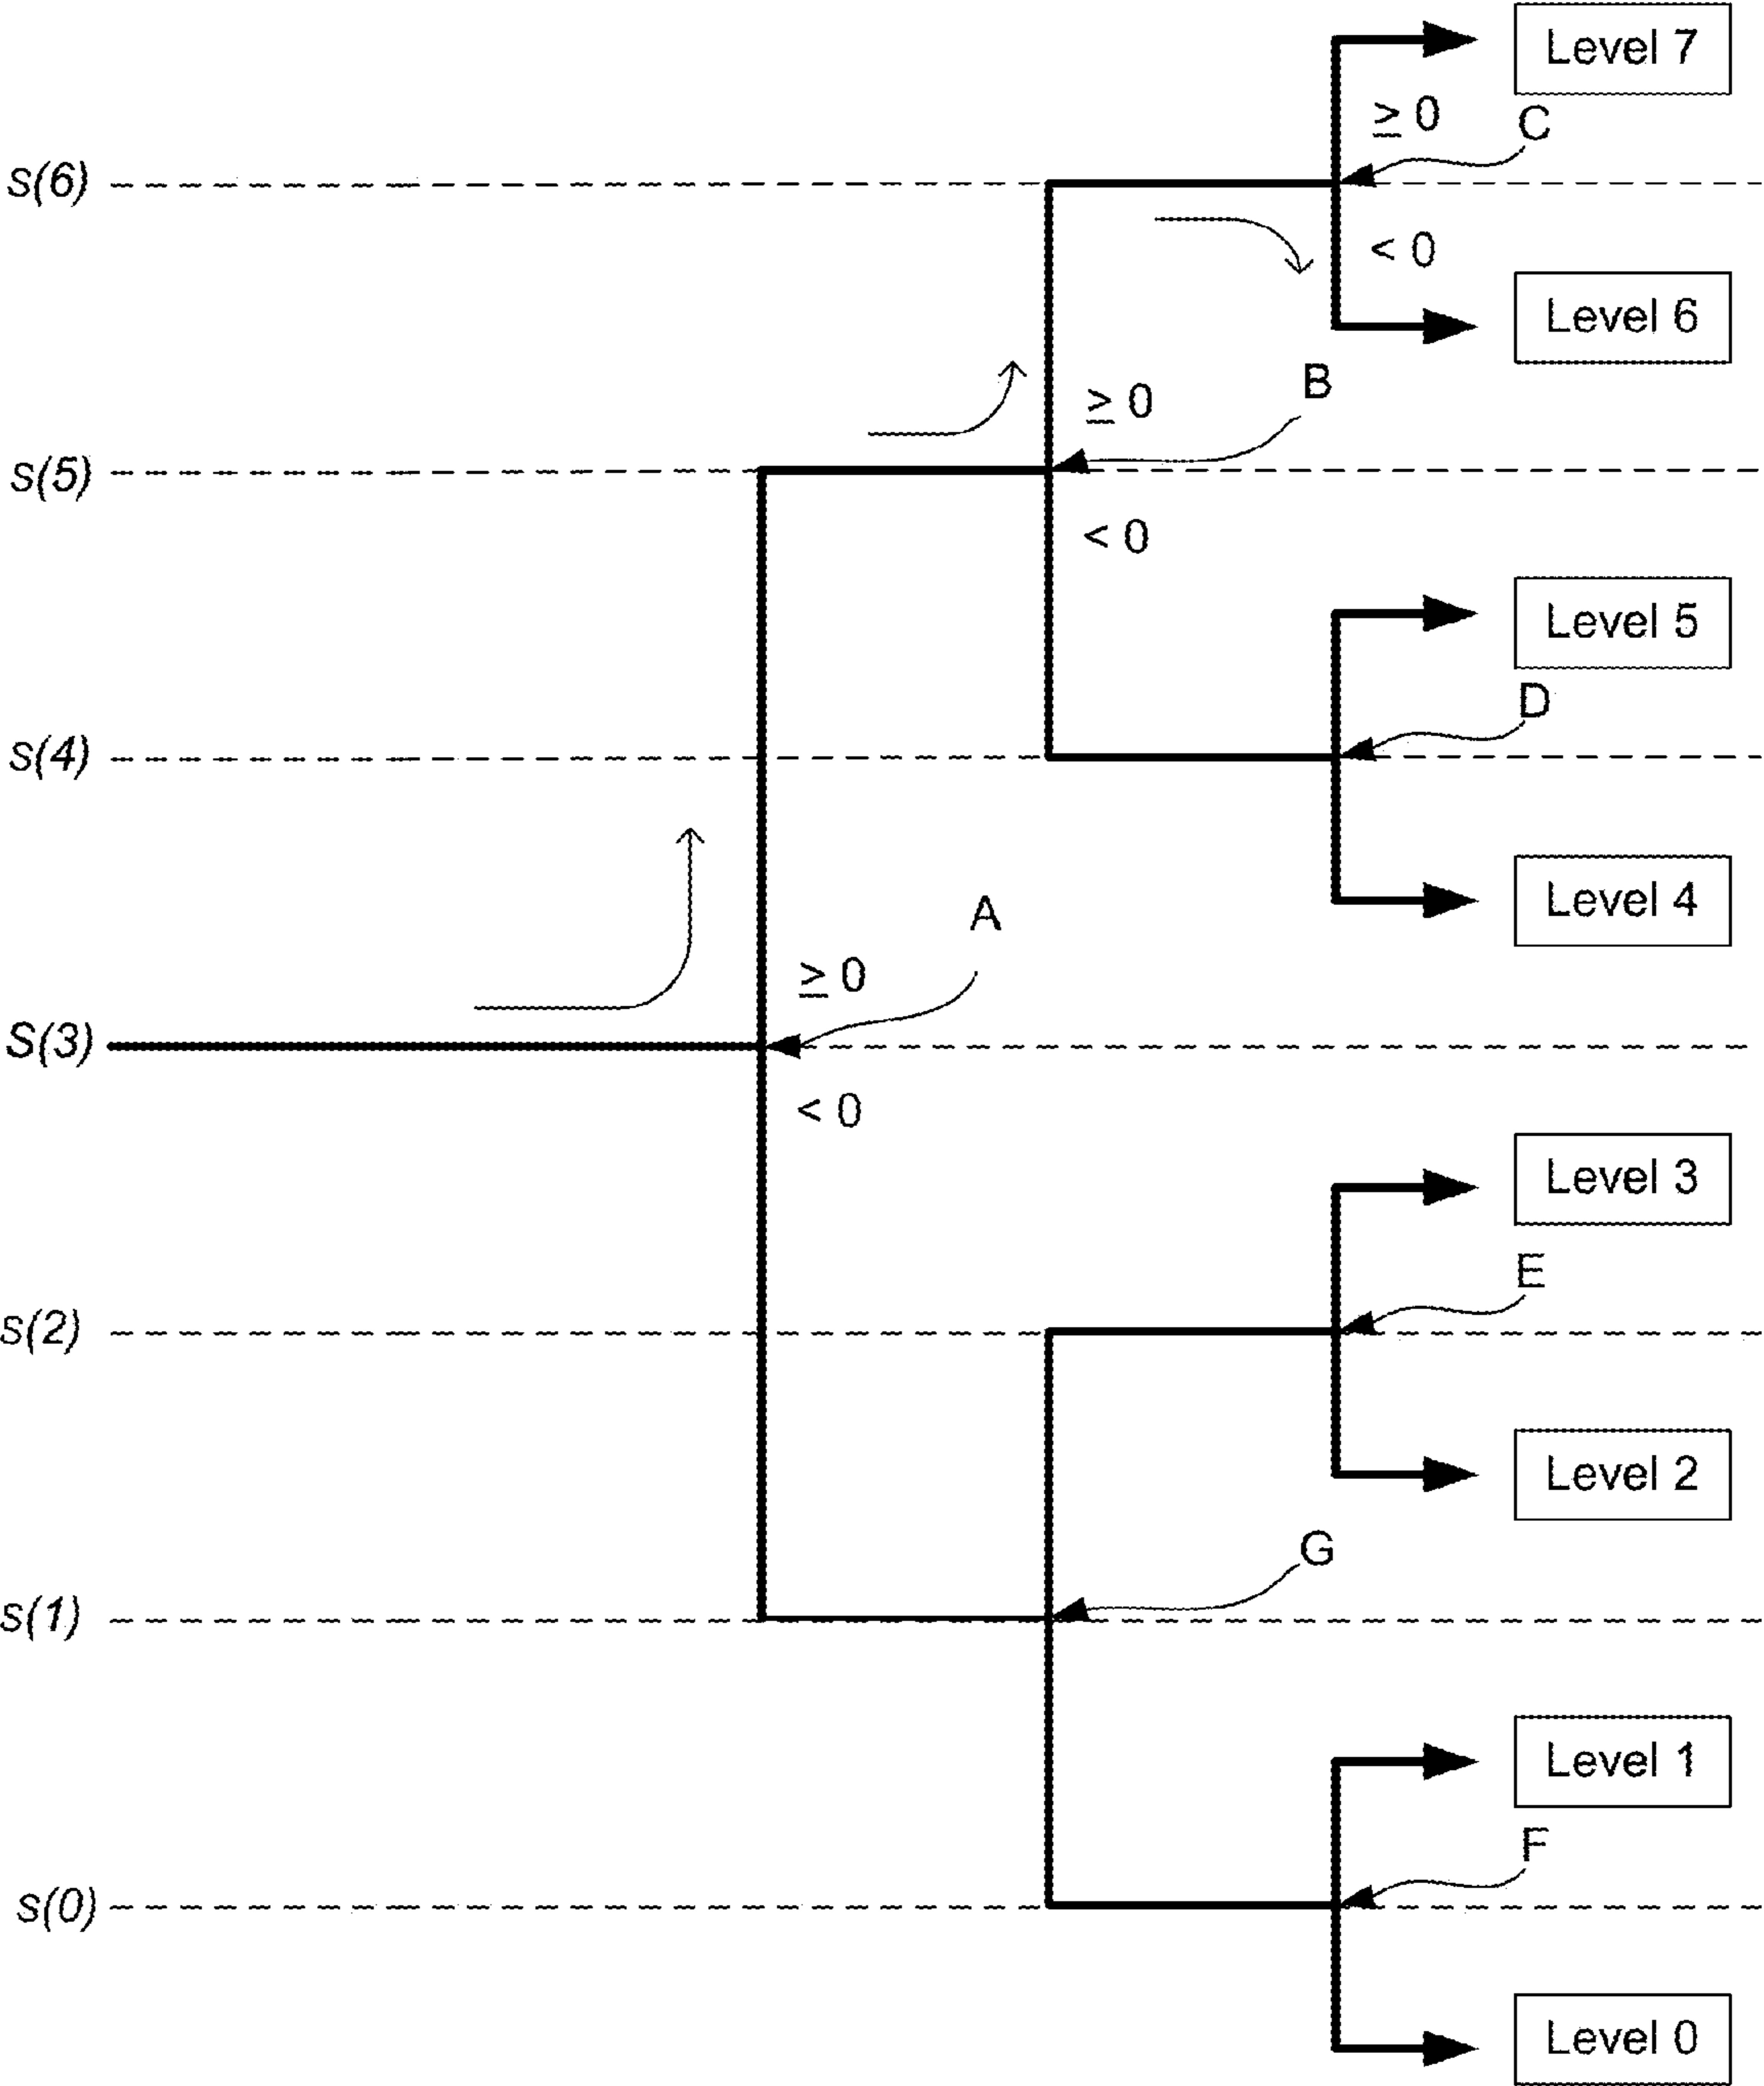 Level 7
≥ 0
C
s(6)
< 0
Level 6
B
≥ 0
s(5)
< 0
Level 5
D
s(4)
Level 4
A
≥ 0
S(3)
< 0
Level 3
E
s(2)
Level 2
G
s(1)
Level 1
F
s(0)
Level 0